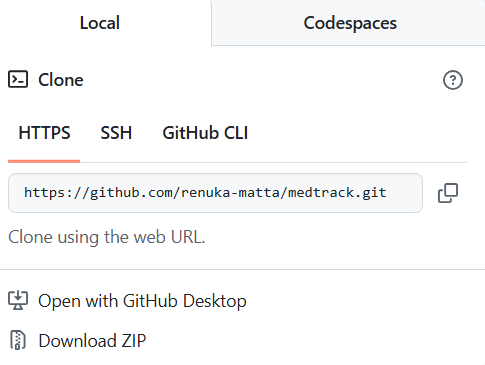 Local Codespaces
Clone
HTTPS SSH GitHub CLI
https://github.com/renuka-matta/medtrack.git
Clone using the web URL.
Open with GitHub Desktop
Download ZIP